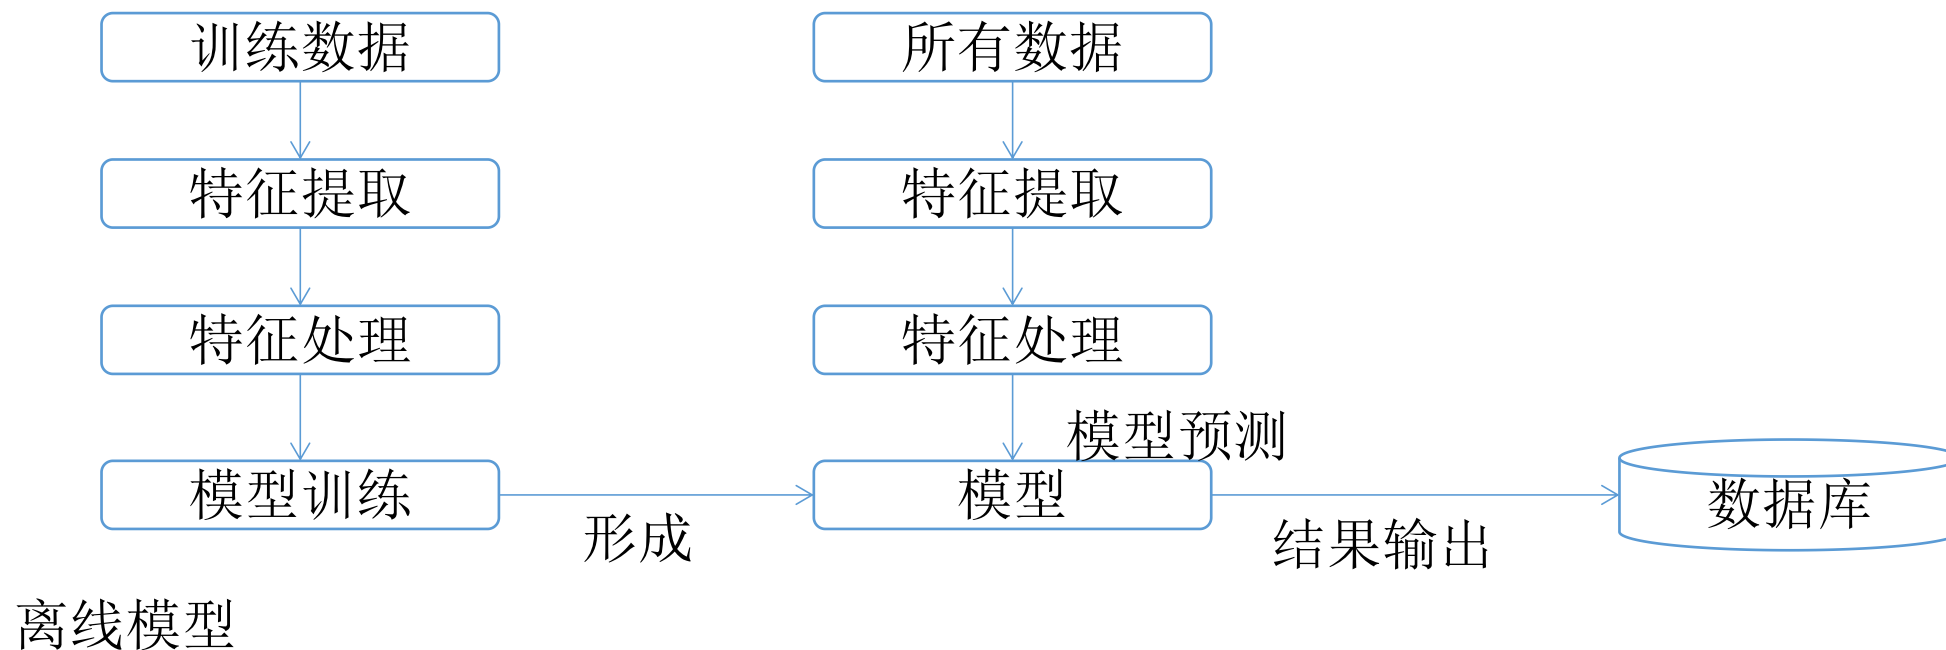 训练数据
所有数据
特征提取
特征提取
特征处理
特征处理
模型预测
模型训练
模型
数据库
形成
结果输出
离线模型